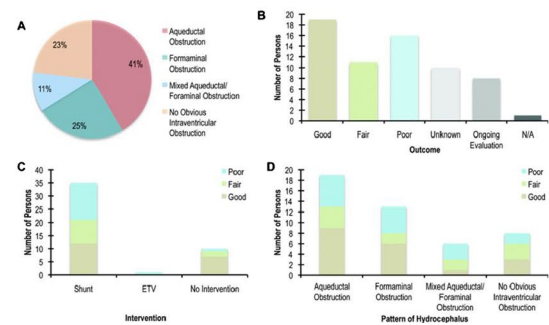 A
23%
41%
11%
25%
Aqueductal
Obstruction
Formaminal
Obstruction
Mixed Aqueductal/
Foraminal Obstruction
No Obvious
Intraventricular
Obstruction
B
Number of Persons
20
18
16
14
12
10
8
6
4
2
0
Good Fair Poor Unknown Ongoing Evaluation N/A
Outcome
C
Number of Persons
40
35
30
25
20
15
10
5
0
Poor
Fair
Good
Shunt ETV No Intervention
Intervention
D
Number of Persons
20
18
16
14
12
10
8
6
4
2
0
Poor
Fair
Good
Aqueductal
Obstruction
Formaminal
Obstruction
Mixed Aqueductal/
Foraminal
Obstruction
No Obvious
Intraventricular
Obstruction
Pattern of Hydrocephalus